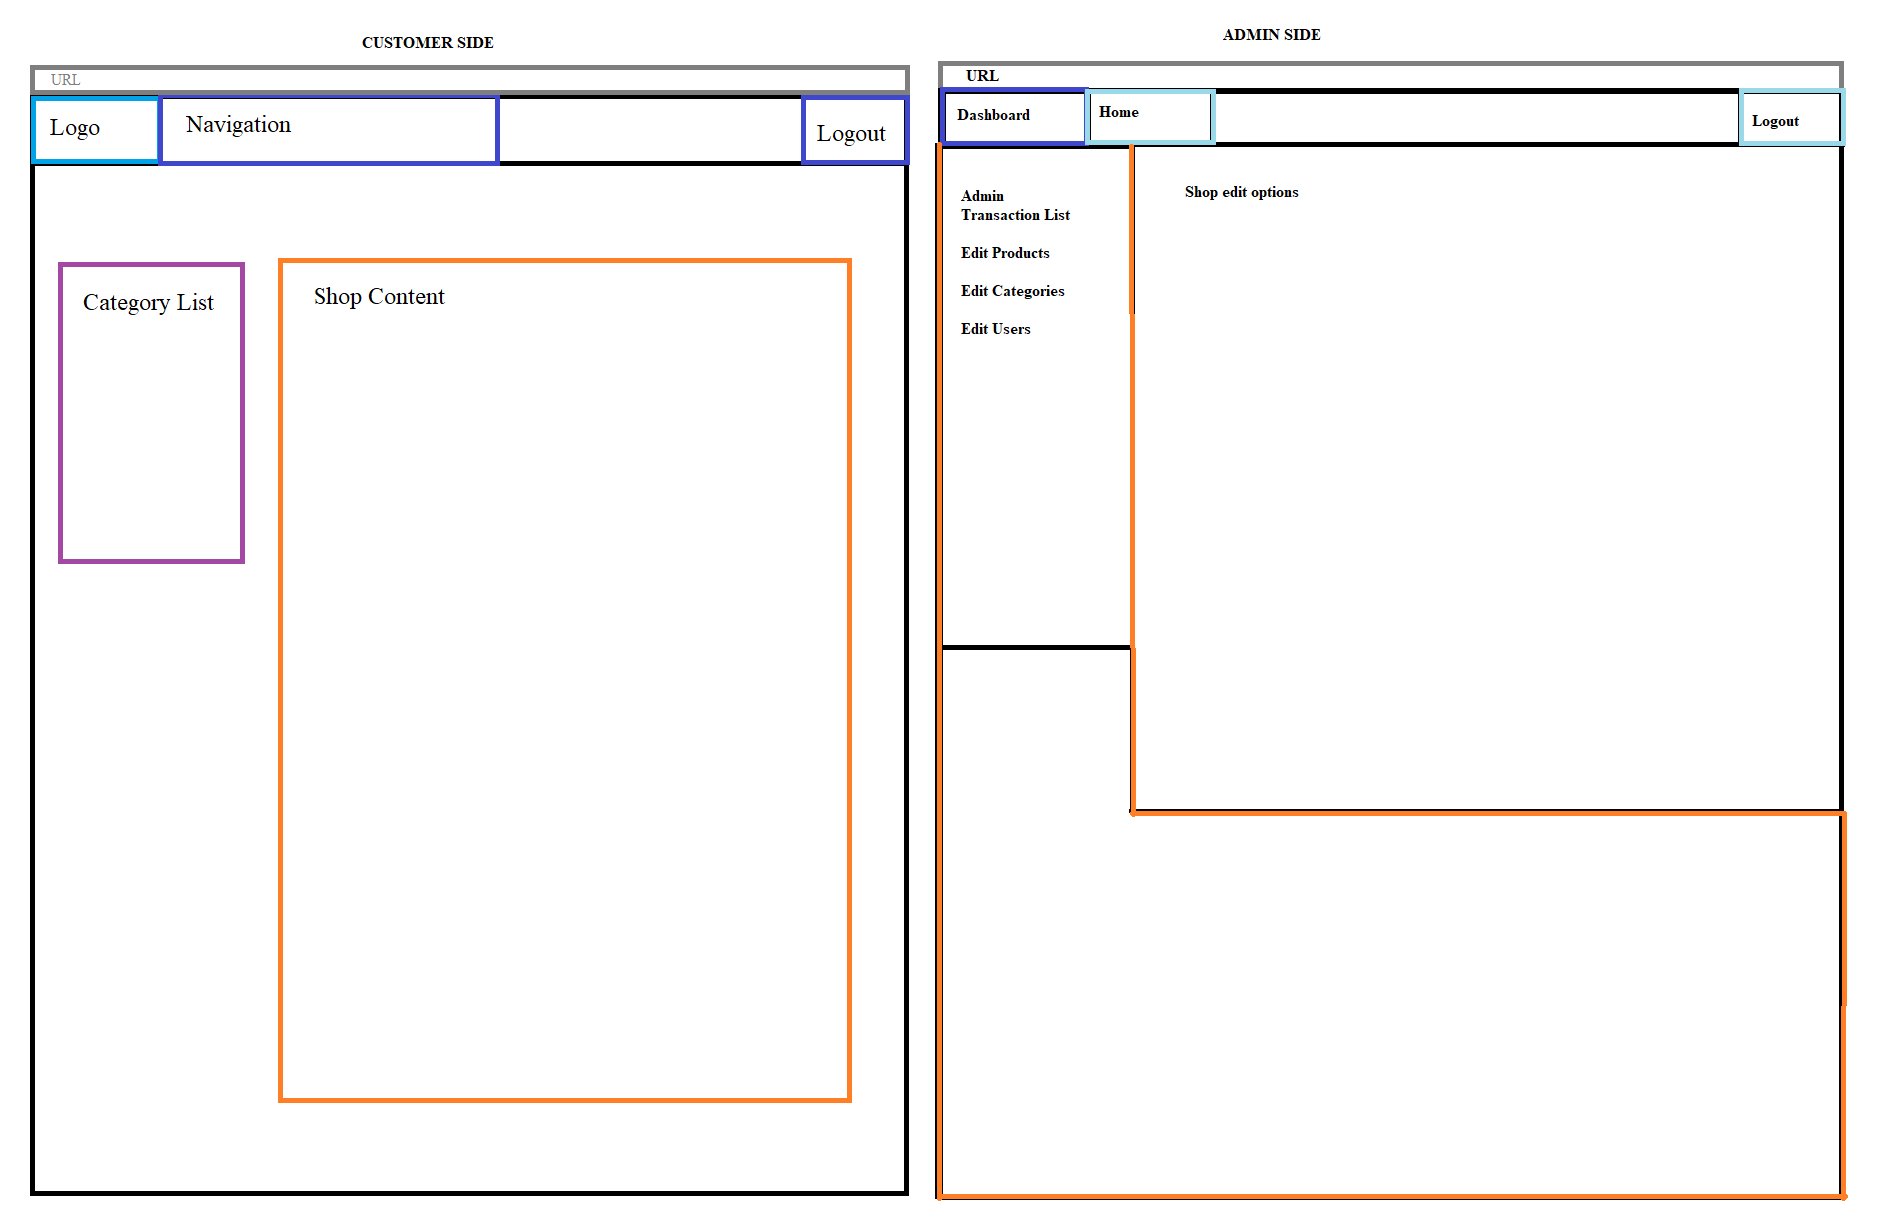 CUSTOMER SIDE
URL
Logo
Navigation
Logout
Category List
Shop Content
ADMIN SIDE
URL
Dashboard
Home
Logout
Admin
Transaction List
Edit Products
Edit Categories
Edit Users
Shop edit options